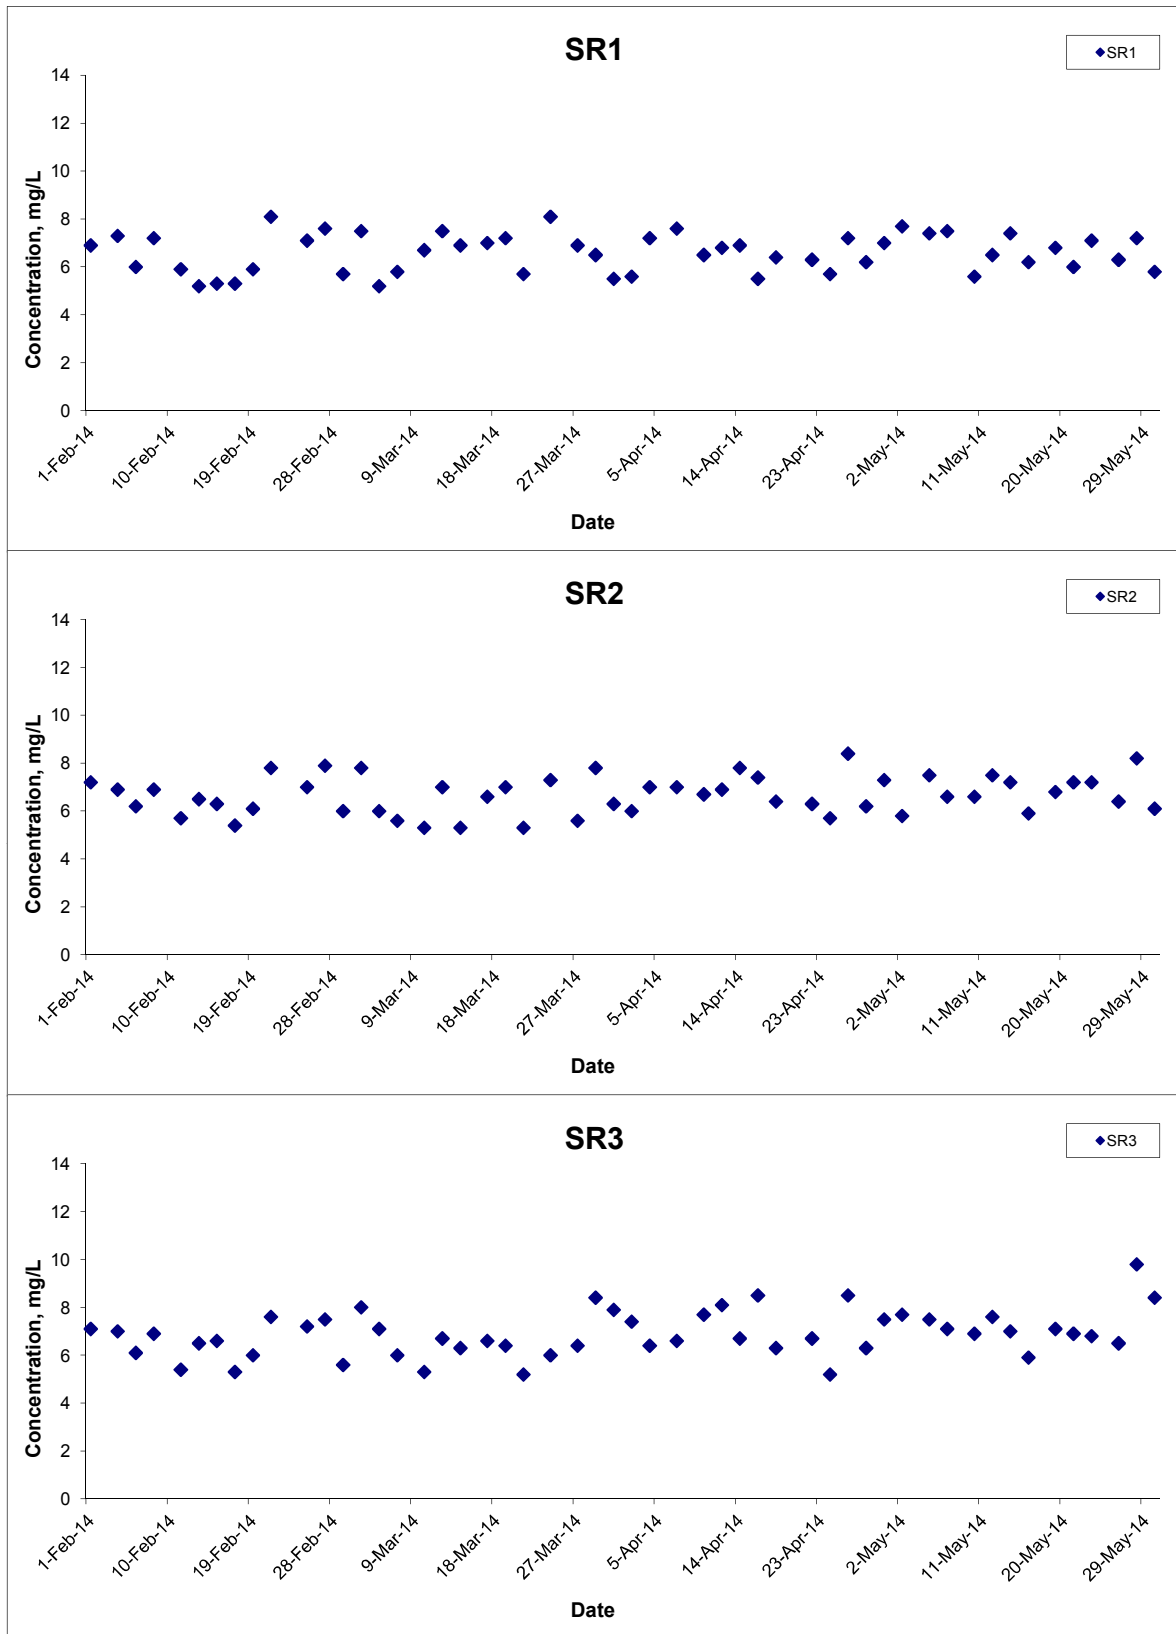 SR1
SR1
14
12
10
8
6
4
2
0
Concentration, mg/L
1-Feb-14
10-Feb-14
19-Feb-14
28-Feb-14
9-Mar-14
18-Mar-14
27-Mar-14
5-Apr-14
14-Apr-14
23-Apr-14
2-May-14
11-May-14
20-May-14
29-May-14
Date
SR2
SR2
14
12
10
8
6
4
2
0
Concentration, mg/L
1-Feb-14
10-Feb-14
19-Feb-14
28-Feb-14
9-Mar-14
18-Mar-14
27-Mar-14
5-Apr-14
14-Apr-14
23-Apr-14
2-May-14
11-May-14
20-May-14
29-May-14
Date
SR3
SR3
14
12
10
8
6
4
2
0
Concentration, mg/L
1-Feb-14
10-Feb-14
19-Feb-14
28-Feb-14
9-Mar-14
18-Mar-14
27-Mar-14
5-Apr-14
14-Apr-14
23-Apr-14
2-May-14
11-May-14
20-May-14
29-May-14
Date